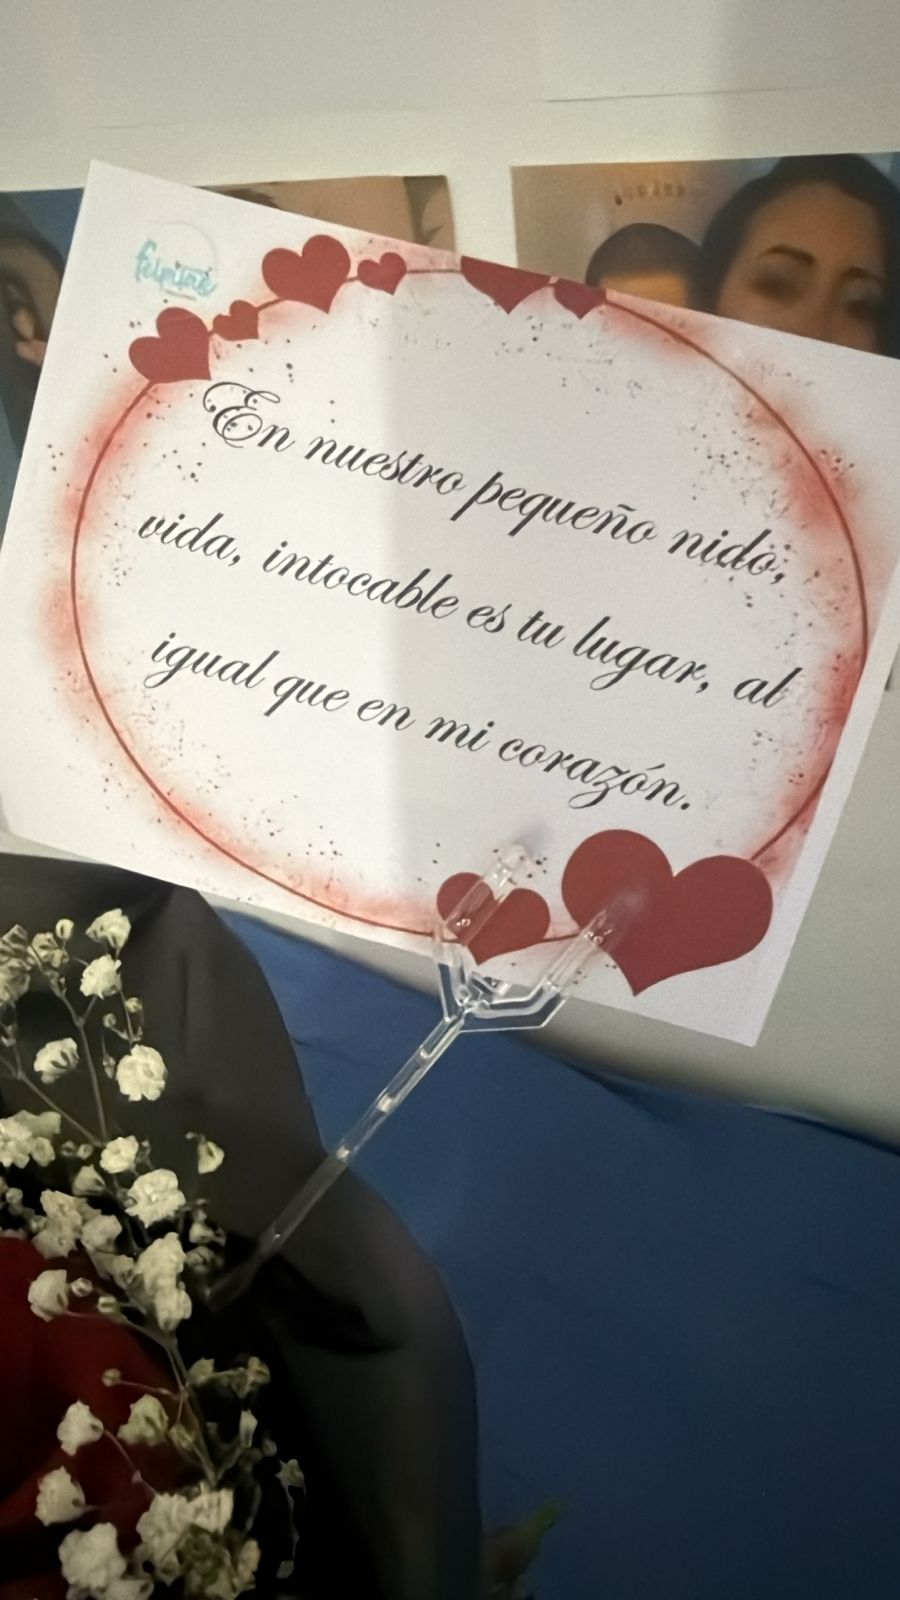 En nuestro pequeño nido,
vida, intocable es tu lugar, al
igual que en mi corazón.